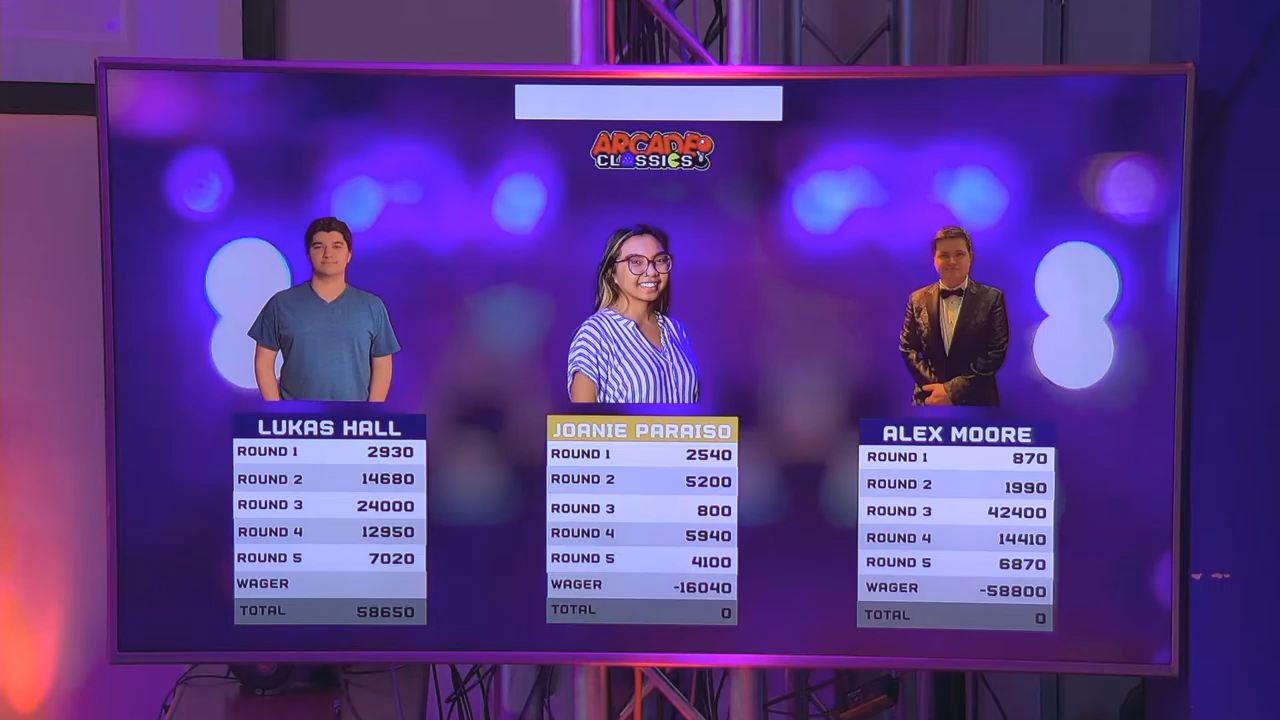 ARCADE
CLASSICS
LUKAS HALL
ROUND 1 2930
ROUND 2 14680
ROUND 3 24000
ROUND 4 12950
ROUND 5 7020
WAGER
TOTAL 58650
JOANIE PARAISO
ROUND 1 2540
ROUND 2 5200
ROUND 3 800
ROUND 4 5940
ROUND 5 4100
WAGER -16040
TOTAL 0
ALEX MOORE
ROUND 1 870
ROUND 2 1990
ROUND 3 42400
ROUND 4 14410
ROUND 5 6870
WAGER -58800
TOTAL 0